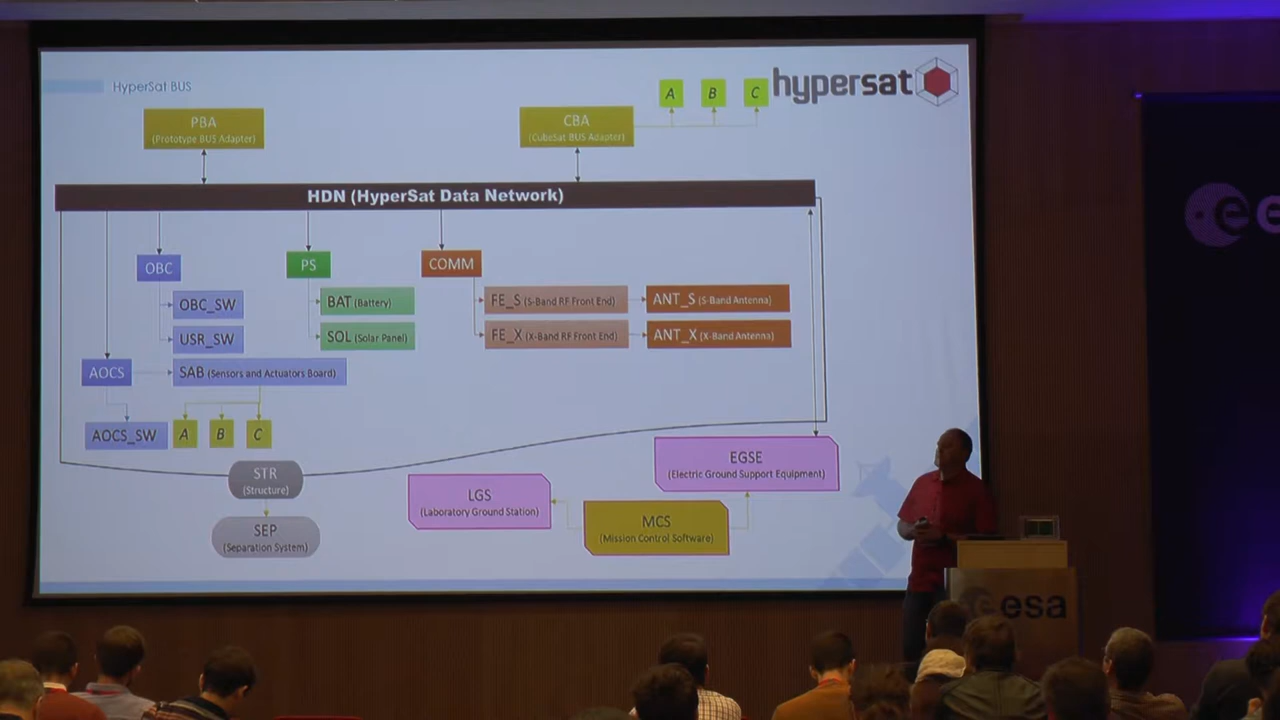 HyperSat BUS
hypersat
A B C
PBA
(Prototype BUS Adapter)
CBA
(CubeSat BUS Adapter)
HDN (HyperSat Data Network)
OBC
PS
COMM
OBC_SW
BAT (Battery)
FE_S (S-Band RF Front End)
ANT_S (S-Band Antenna)
USR_SW
SOL (Solar Panel)
FE_X (X-Band RF Front End)
ANT_X (X-Band Antenna)
AOCS
SAB (Sensors and Actuators Board)
AOCS_SW
A B C
STR
(Structure)
SEP
(Separation System)
EGSE
(Electric Ground Support Equipment)
LGS
(Laboratory Ground Station)
MCS
(Mission Control Software)
esa